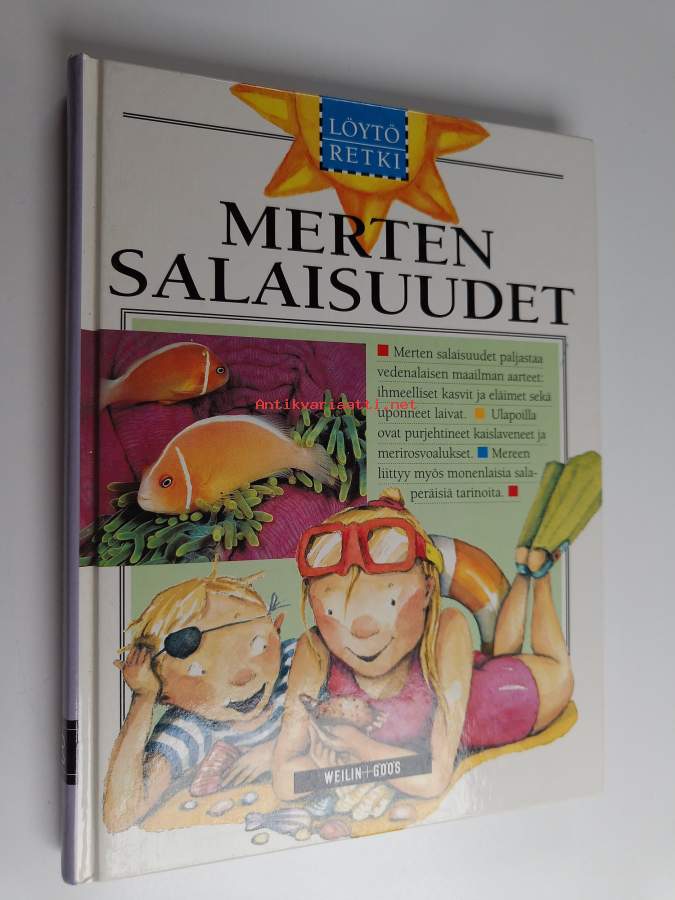 LÖYTÖ
RETKI
MERTEN
SALAISUUDET
Merten salaisuudet paljastaa
vedenalaisen maailman aarteet:
ihmeelliset kasvit ja eläimet sekä
uponneet laivat. Ulapoilla
ovat purjehtineet kaislaveneet ja
merirosvoalukset. Mereen
liittyy myös monenlaisia sala-
peräisiä tarinoita.
Antikvariaatti.net
WEILIN+GÖÖS